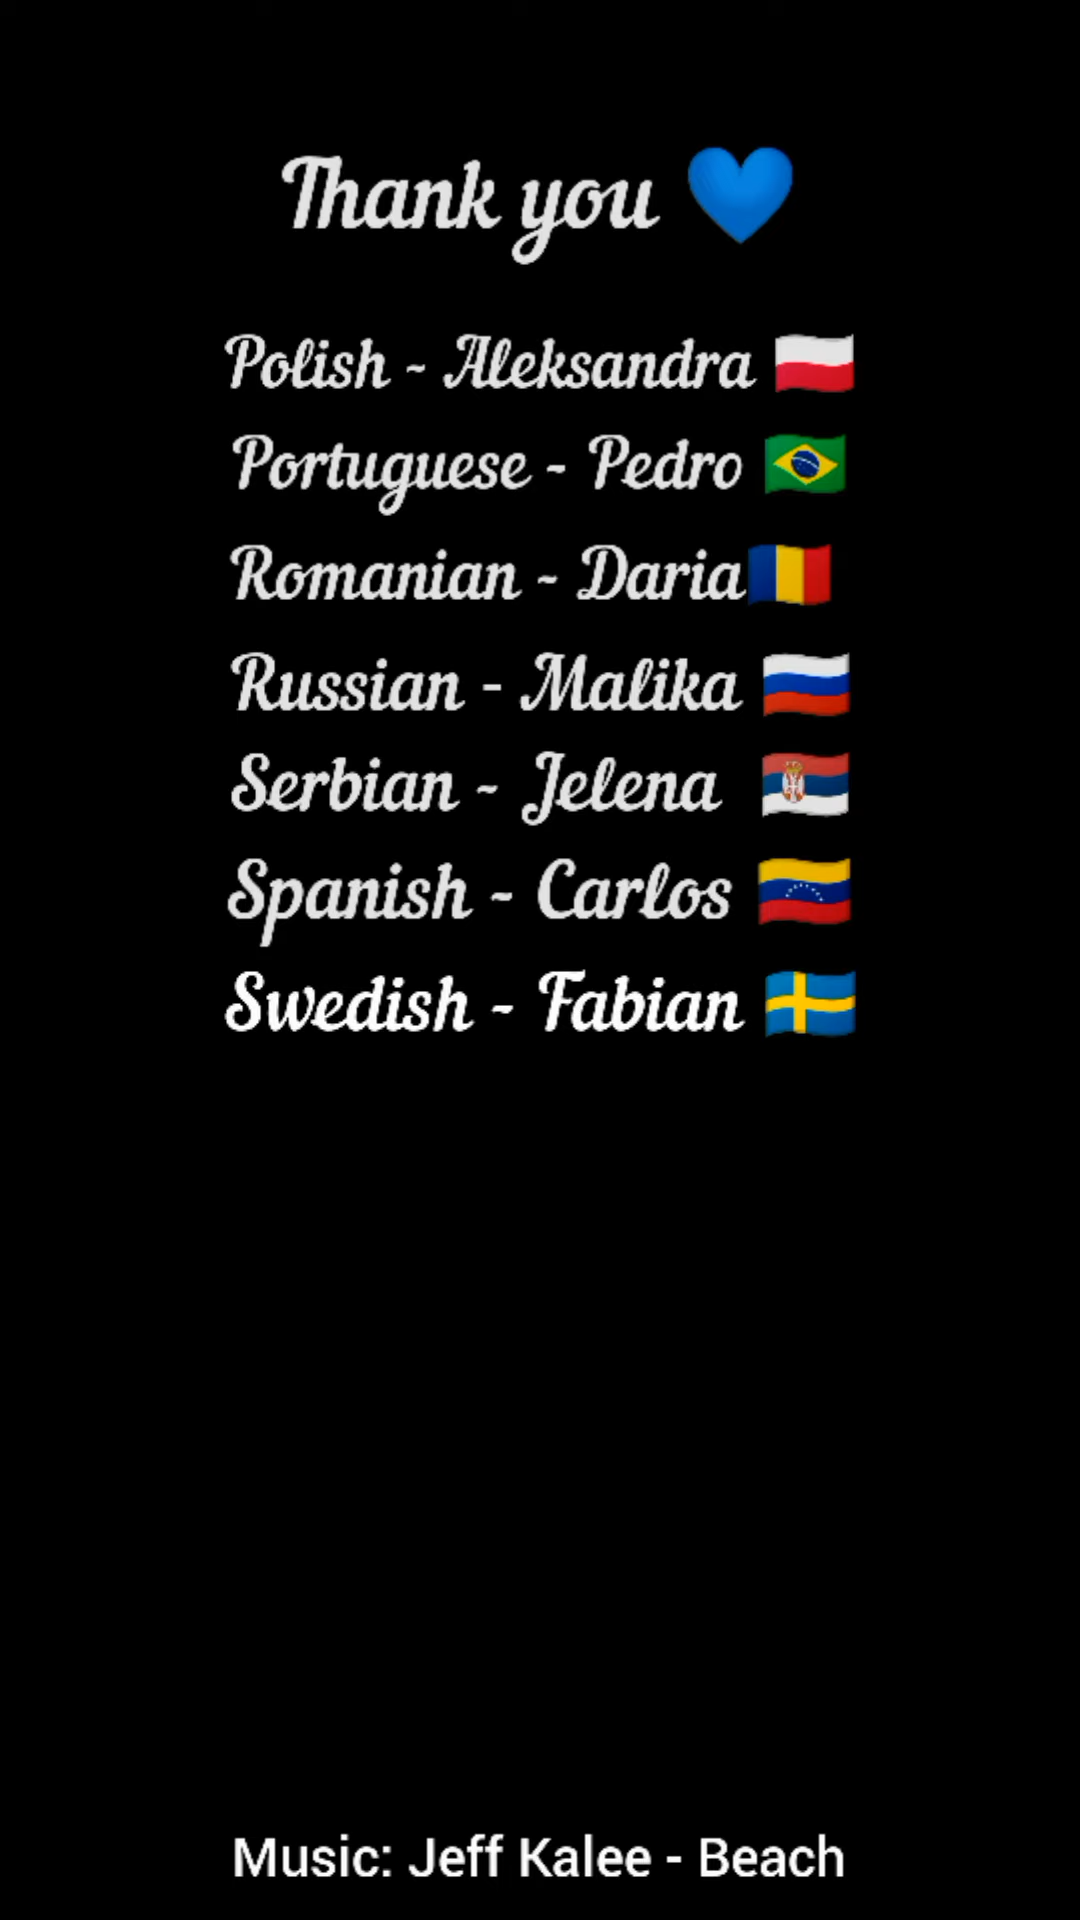 Thank you 💙
Polish - Aleksandra 🇵🇱
Portuguese - Pedro 🇧🇷
Romanian - Daria🇷🇴
Russian - Malika 🇷🇺
Serbian - Jelena 🇷🇸
Spanish - Carlos 🇻🇪
Swedish - Fabian 🇸🇪
Music: Jeff Kalee - Beach